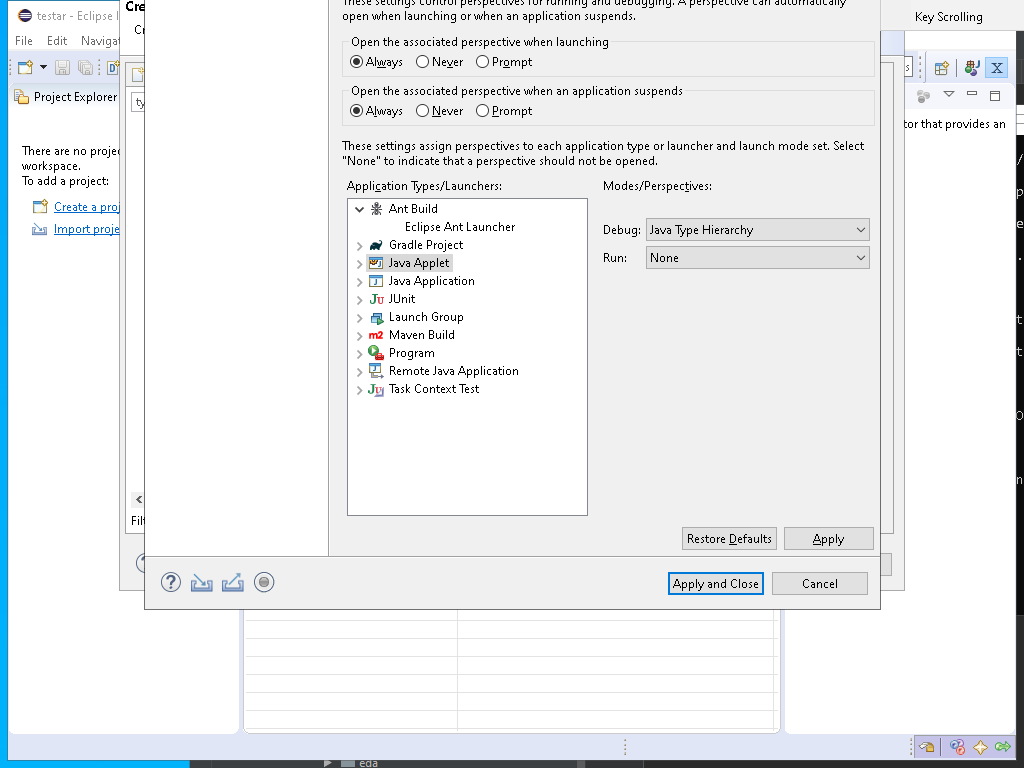 testar - Eclipse I
Cre
These settings control perspectives for running and debugging. A perspective can automatically
open when launching or when an application suspends.
Key Scrolling
File Edit Navigat
Open the associated perspective when launching
Always Never Prompt
Project Explorer
Open the associated perspective when an application suspends
ty
Always Never Prompt
tor that provides an
These settings assign perspectives to each application type or launcher and launch mode set. Select
"None" to indicate that a perspective should not be opened.
There are no proje
workspace.
To add a project:
Create a proj
Import proje
Application Types/Launchers:
Modes/Perspectives:
Ant Build
Eclipse Ant Launcher
Gradle Project
Java Applet
Java Application
JUnit
Launch Group
Maven Build
Program
Remote Java Application
Task Context Test
Debug: Java Type Hierarchy
Run: None
Filt
Restore Defaults Apply
Apply and Close Cancel
eda